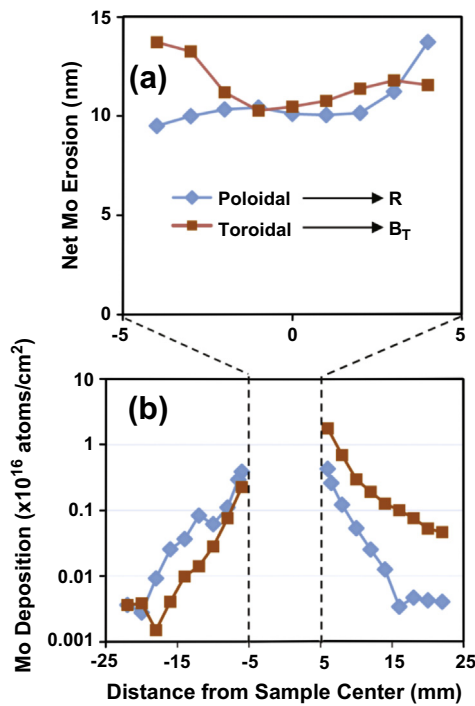 15
10
5
0
Net Mo Erosion (nm)
(a)
Poloidal R
Toroidal B_T
-5 0 5
10
1
0.1
0.01
0.001
Mo Deposition (x10^16 atoms/cm^2)
(b)
-25 -15 -5 5 15 25
Distance from Sample Center (mm)